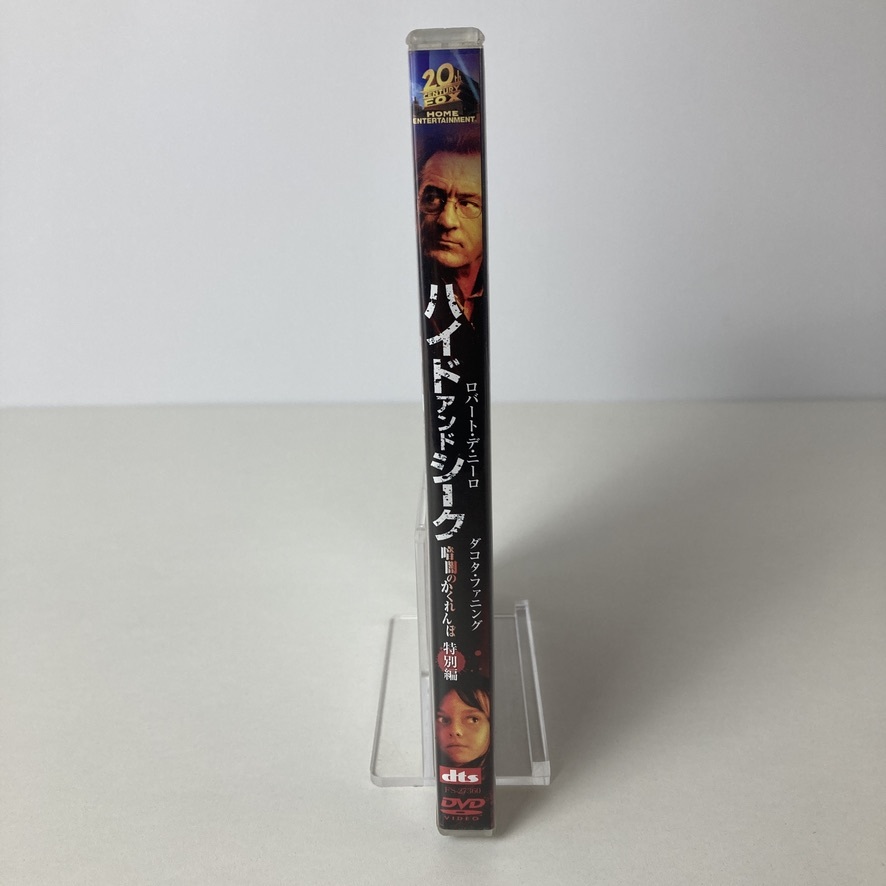 20th
CENTURY
FOX
HOME
ENTERTAINMENT
ハイドアンドシーク
ロバート・デ・ニーロ
ダコタ・ファニング
暗闇のかくれんぼ
特別編
dts
DVD
VIDEO